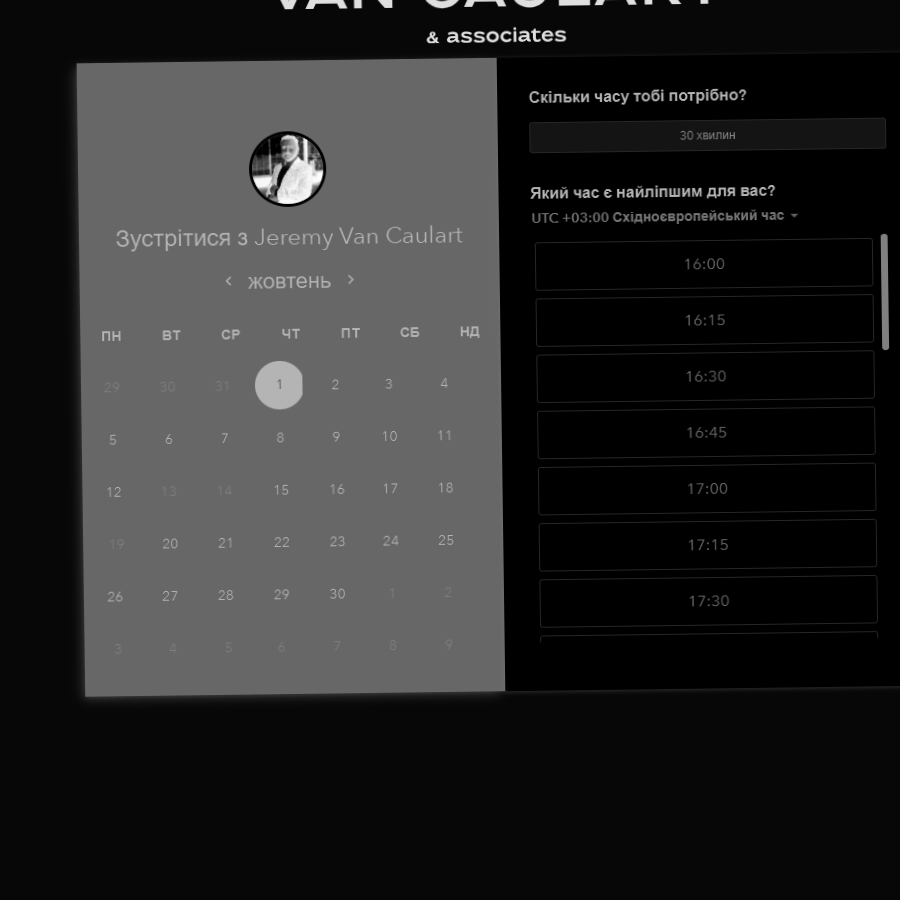 VAN CAULART
& associates
Зустрітися з Jeremy Van Caulart
жовтень
ПН ВТ СР ЧТ ПТ СБ НД
29 30 31 1 2 3 4
5 6 7 8 9 10 11
12 13 14 15 16 17 18
19 20 21 22 23 24 25
26 27 28 29 30 1 2
3 4 5 6 7 8 9
Скільки часу тобі потрібно?
30 хвилин
Який час є найліпшим для вас?
UTC +03:00 Східноєвропейський час
16:00
16:15
16:30
16:45
17:00
17:15
17:30